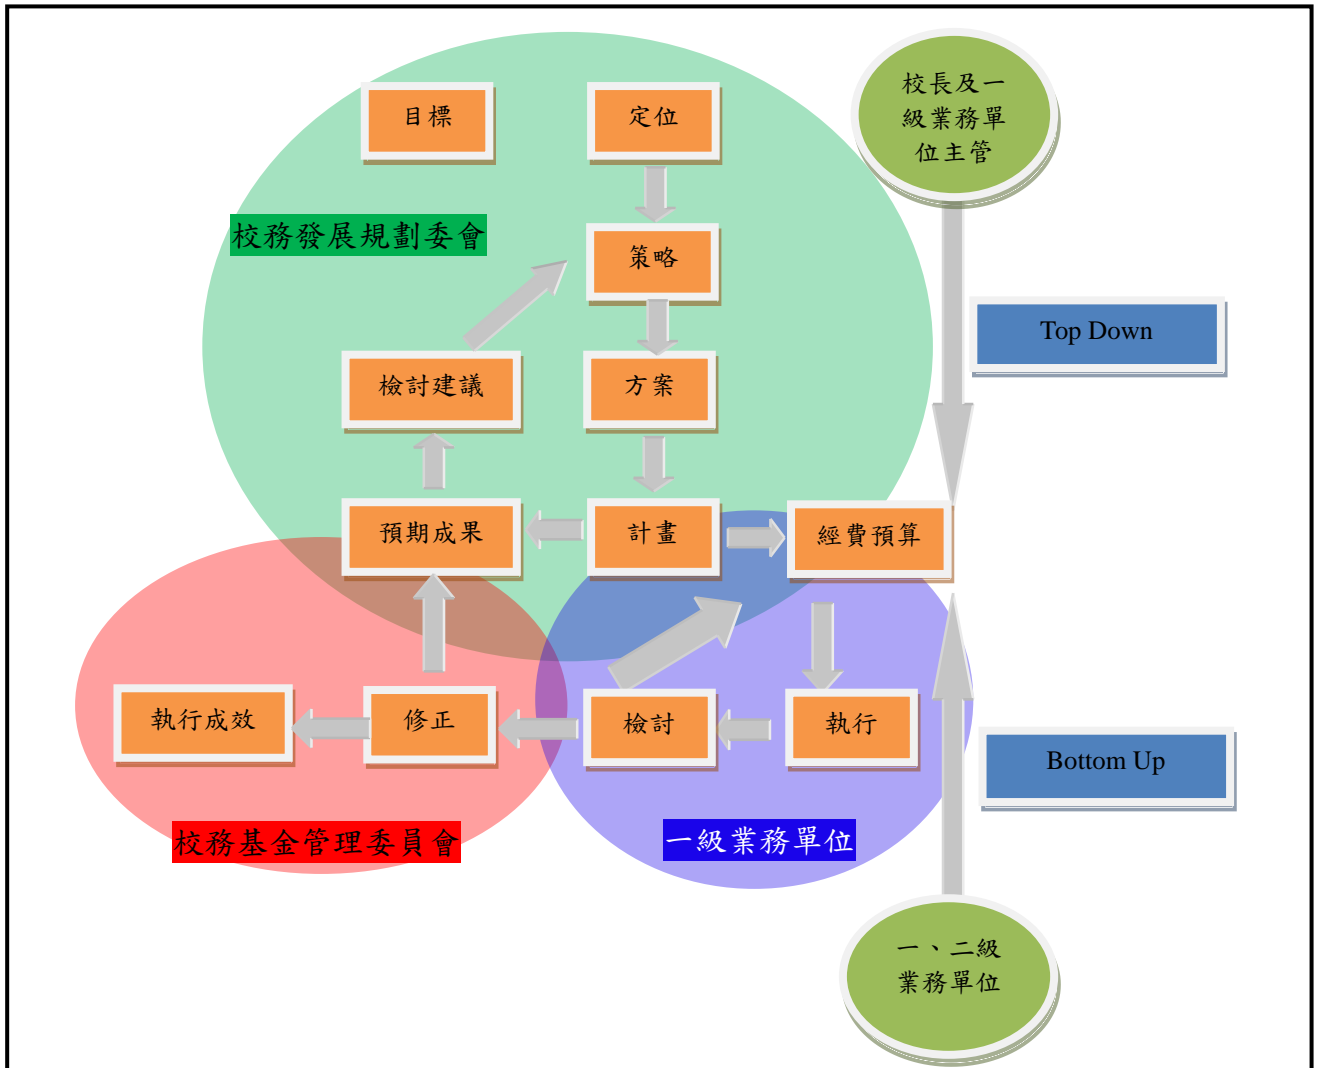 目標
定位
校長及一
級業務單
位主管
校務發展規劃委會
策略
Top Down
檢討建議
方案
預期成果
計畫
經費預算
執行成效
修正
檢討
執行
Bottom Up
校務基金管理委員會
一級業務單位
一、二級
業務單位